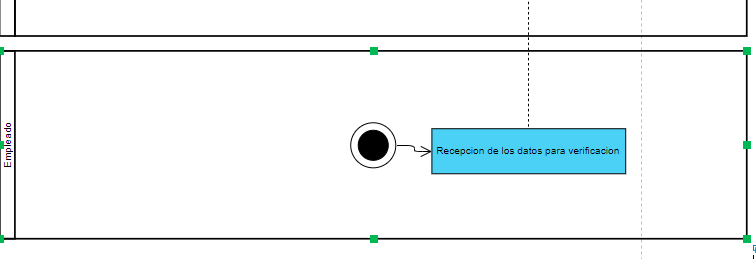 Empleado
Recepcion de los datos para verificacion